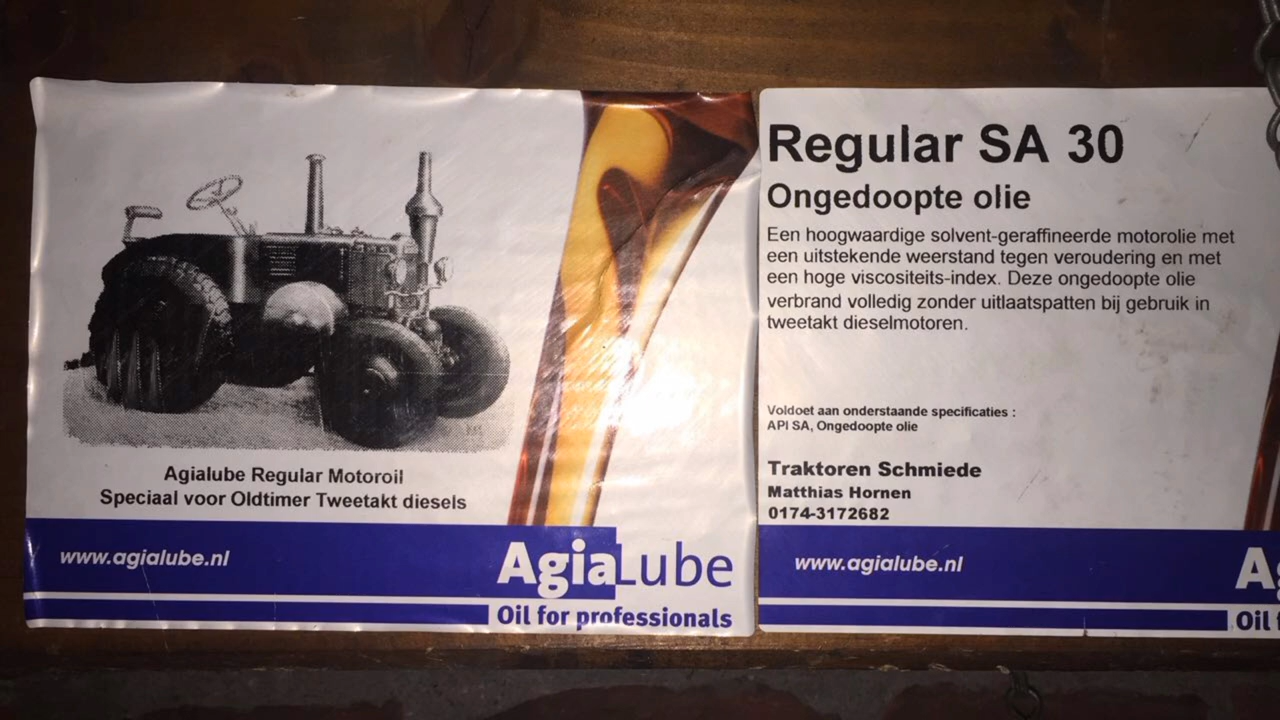 Agialube Regular Motoroil
Speciaal voor Oldtimer Tweetakt diesels
www.agialube.nl
AgiaLube
Oil for professionals
Regular SA 30
Ongedoopte olie
Een hoogwaardige solvent-geraffineerde motorolie met
een uitstekende weerstand tegen veroudering en met
een hoge viscositeits-index. Deze ongedoopte olie
verbrand volledig zonder uitlaatspatten bij gebruik in
tweetakt dieselmotoren.
Voldoet aan onderstaande specificaties :
API SA, Ongedoopte olie
Traktoren Schmiede
Matthias Hornen
0174-3172682
www.agialube.nl
Oil